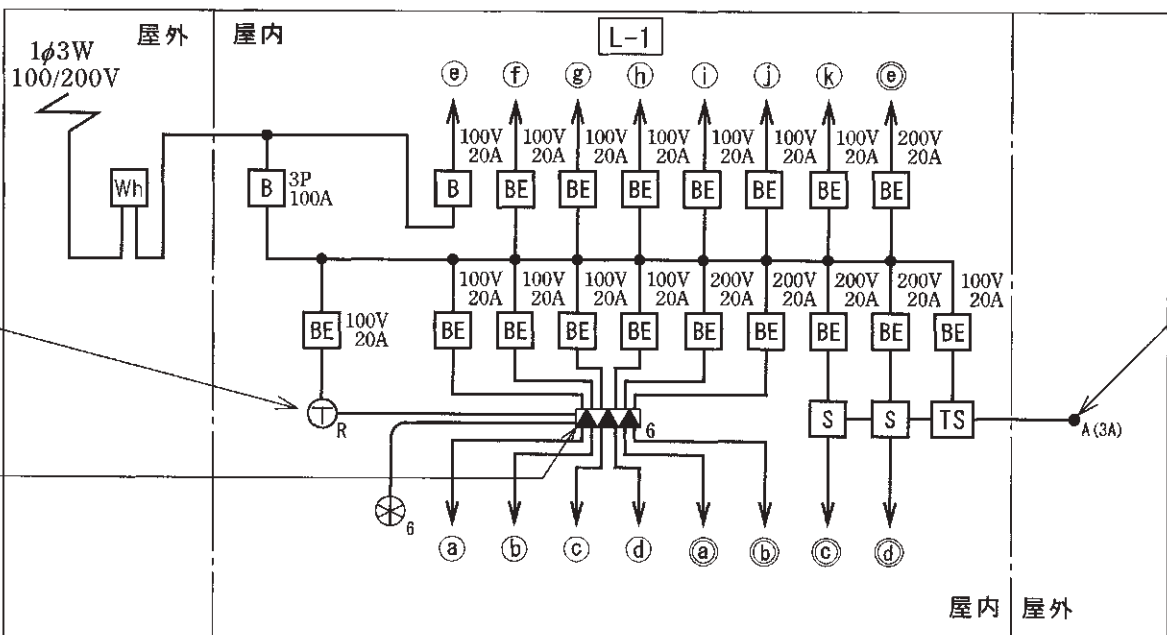 屋外 屋内 L-1
1φ3W
100/200V
e f g h i j k e
100V 100V 100V 100V 100V 100V 200V
20A 20A 20A 20A 20A 20A 20A
Wh B 3P 100A B BE BE BE BE BE BE BE
100V 100V 100V 100V 200V 200V 200V 200V 100V
20A 20A 20A 20A 20A 20A 20A 20A 20A
BE 100V 20A BE BE BE BE BE BE BE BE BE
T R 6 S S TS A(3A)
6
a b c d a b c d
屋内 屋外